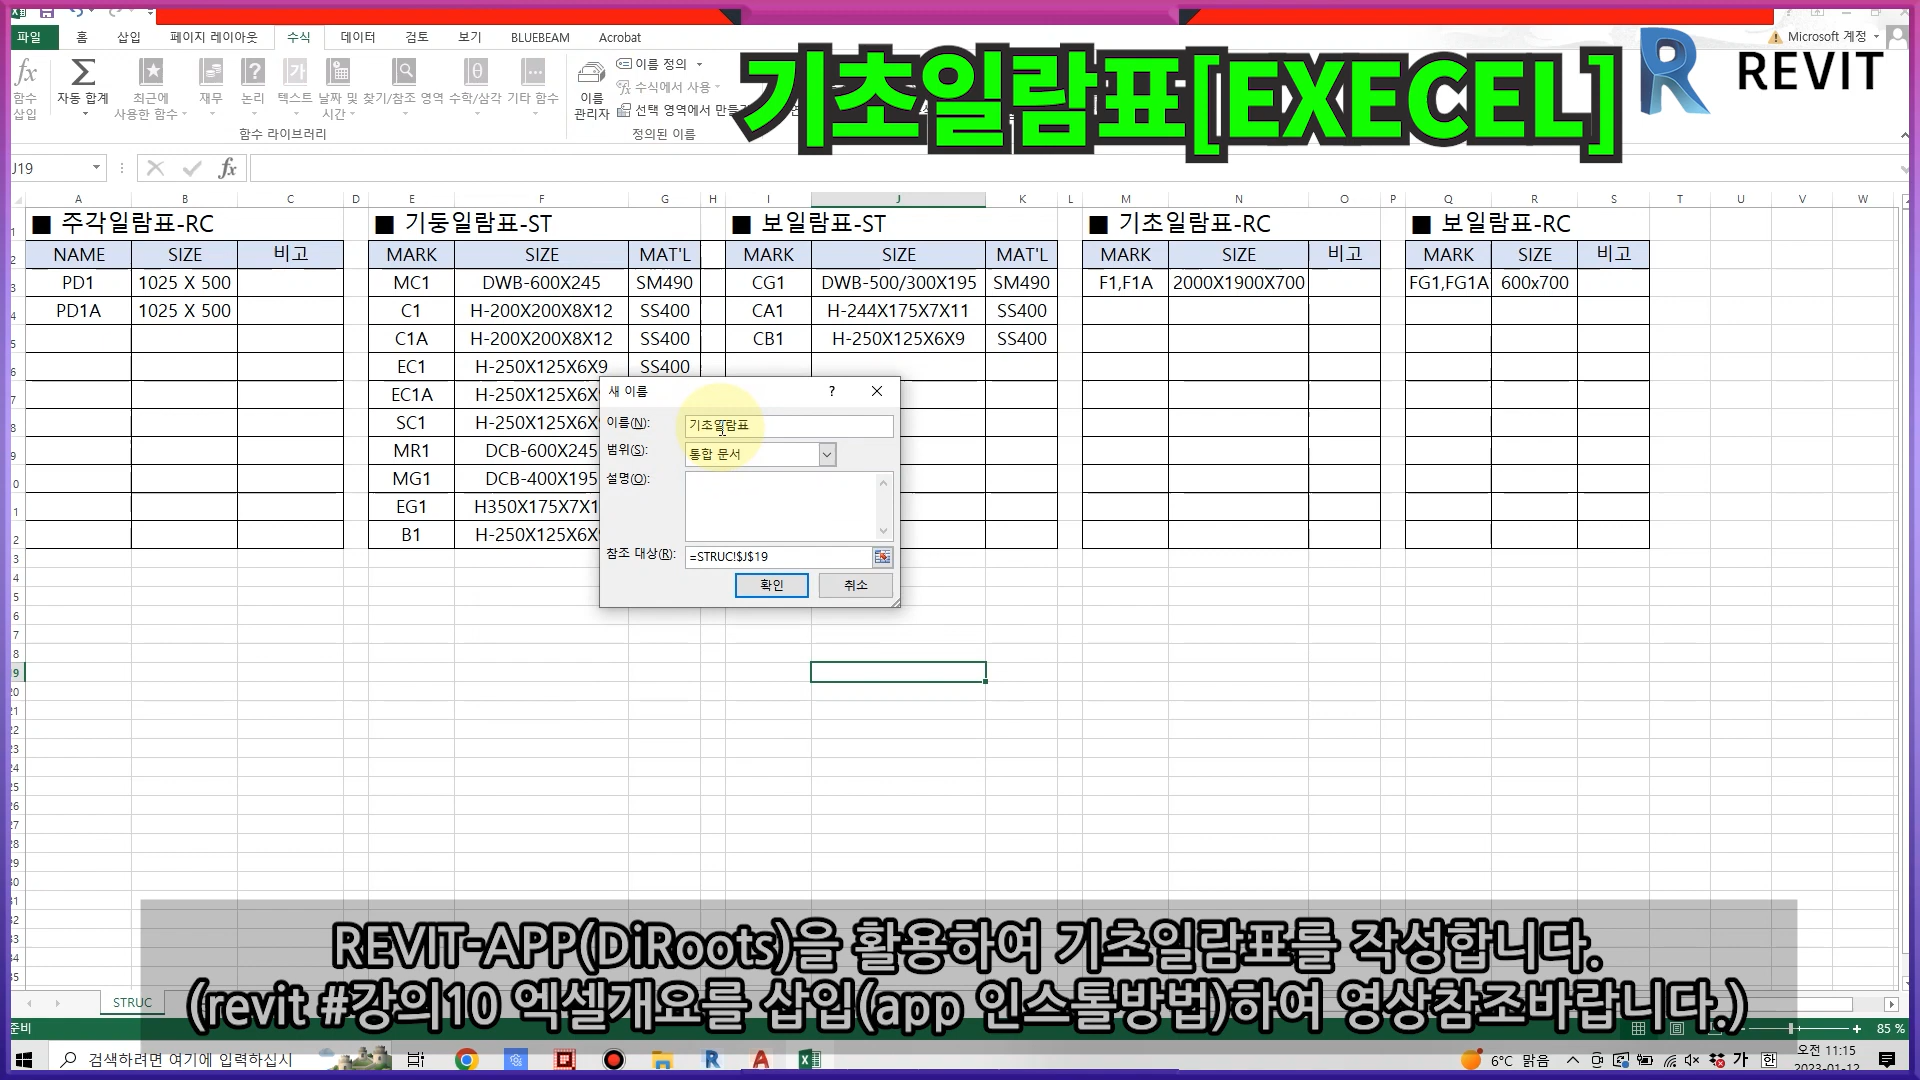 파일 홈 삽입 페이지 레이아웃 수식 데이터 검토 보기 BLUEBEAM Acrobat Microsoft 계정
기초일람표[EXECEL]
REVIT
fx 함수 삽입
자동 합계
최근에 사용한 함수
재무
논리
텍스트
날짜 및 시간
찾기/참조 영역
수학/삼각
기타 함수
함수 라이브러리
이름 관리자
이름 정의
수식에서 사용
선택 영역에서
정의된 이름
J19
fx
A B C D E F G H I J K L M N O P Q R S T U V W
■ 주각일람표-RC ■ 기둥일람표-ST ■ 보일람표-ST ■ 기초일람표-RC ■ 보일람표-RC
NAME SIZE 비고 MARK SIZE MAT'L MARK SIZE MAT'L MARK SIZE 비고 MARK SIZE 비고
PD1 1025 X 500 MC1 DWB-600X245 SM490 CG1 DWB-500/300X195 SM490 F1,F1A 2000X1900X700 FG1,FG1A 600x700
PD1A 1025 X 500 C1 H-200X200X8X12 SS400 CA1 H-244X175X7X11 SS400
C1A H-200X200X8X12 SS400 CB1 H-250X125X6X9 SS400
EC1 H-250X125X6X9 SS400
EC1A H-250X125X6X
SC1 H-250X125X6X
MR1 DCB-600X245
MG1 DCB-400X195
EG1 H350X175X7X1
B1 H-250X125X6X
새 이름 ?
이름(N): 기초일람표
범위(S): 통합 문서
설명(O):
참조 대상(R): =STRUC!$J$19
확인 취소
REVIT-APP(DiRoots)을 활용하여 기초일람표를 작성합니다.
(revit #강의10 엑셀개요를 삽입(app 인스톨방법)하여 영상참조바랍니다.)
STRUC
준비
85 %
검색하려면 여기에 입력하십시
6°C 맑음
가
한
오전 11:15
2023-01-12